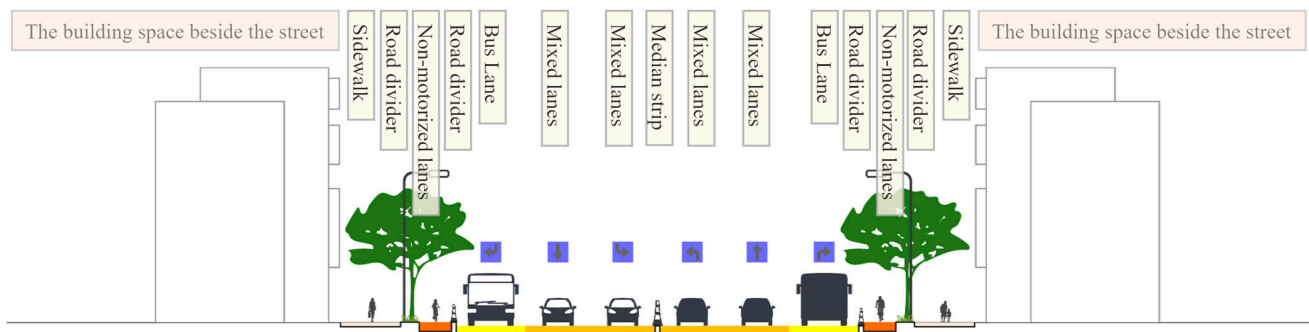 The building space beside the street
Sidewalk
Road divider
Non-motorized lanes
Road divider
Bus Lane
Mixed lanes
Mixed lanes
Median strip
Mixed lanes
Mixed lanes
Bus Lane
Road divider
Non-motorized lanes
Road divider
Sidewalk
The building space beside the street